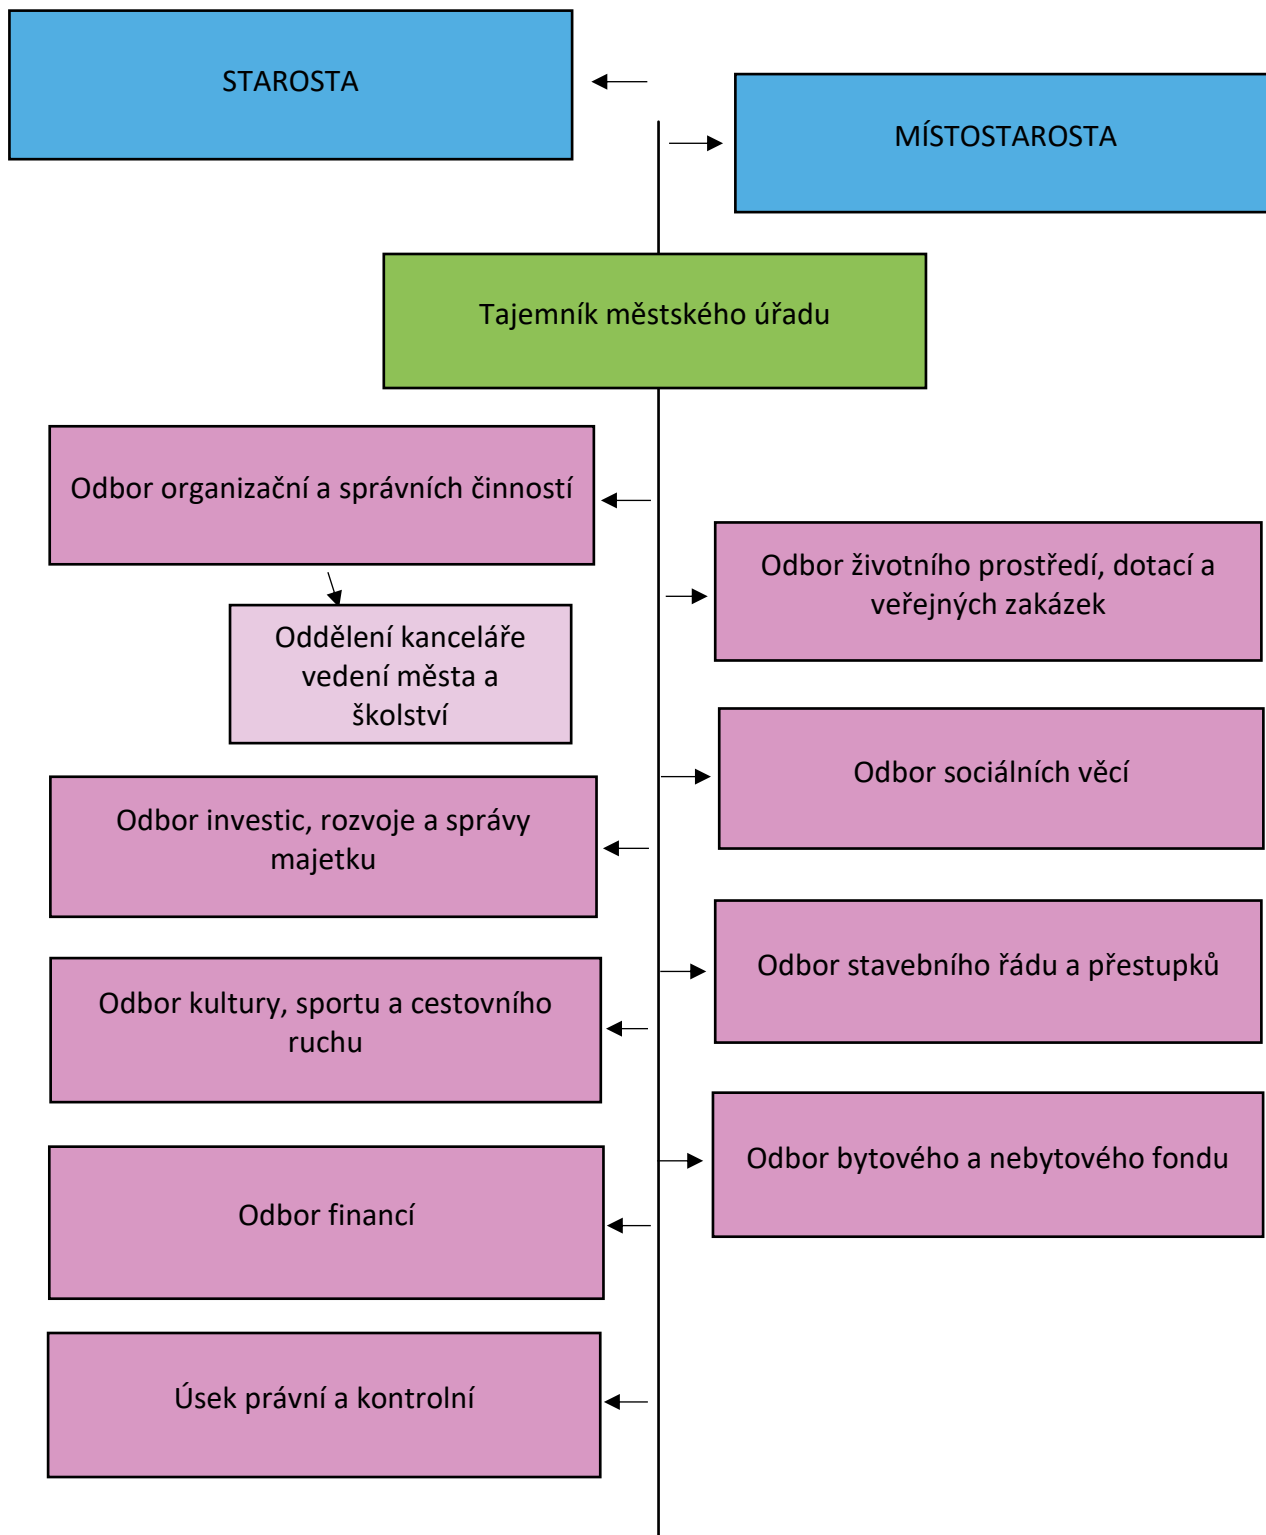 STAROSTA
MÍSTOSTAROSTA
Tajemník městského úřadu
Odbor organizační a správních činností
Odbor životního prostředí, dotací a
veřejných zakázek
Oddělení kanceláře
vedení města a
školství
Odbor sociálních věcí
Odbor investic, rozvoje a správy
majetku
Odbor stavebního řádu a přestupků
Odbor kultury, sportu a cestovního
ruchu
Odbor bytového a nebytového fondu
Odbor financí
Úsek právní a kontrolní